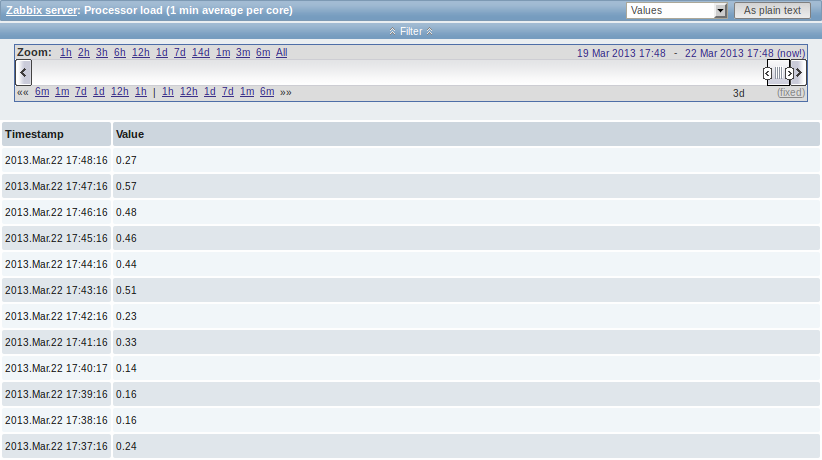 Zabbix server: Processor load (1 min average per core) Values As plain text
Filter
Zoom: 1h 2h 3h 6h 12h 1d 7d 14d 1m 3m 6m All 19 Mar 2013 17:48 - 22 Mar 2013 17:48 (now!)
«« 6m 1m 7d 1d 12h 1h | 1h 12h 1d 7d 1m 6m »» 3d (fixed)
Timestamp Value
2013.Mar.22 17:48:16 0.27
2013.Mar.22 17:47:16 0.57
2013.Mar.22 17:46:16 0.48
2013.Mar.22 17:45:16 0.46
2013.Mar.22 17:44:16 0.44
2013.Mar.22 17:43:16 0.51
2013.Mar.22 17:42:16 0.23
2013.Mar.22 17:41:16 0.33
2013.Mar.22 17:40:17 0.14
2013.Mar.22 17:39:16 0.16
2013.Mar.22 17:38:16 0.16
2013.Mar.22 17:37:16 0.24